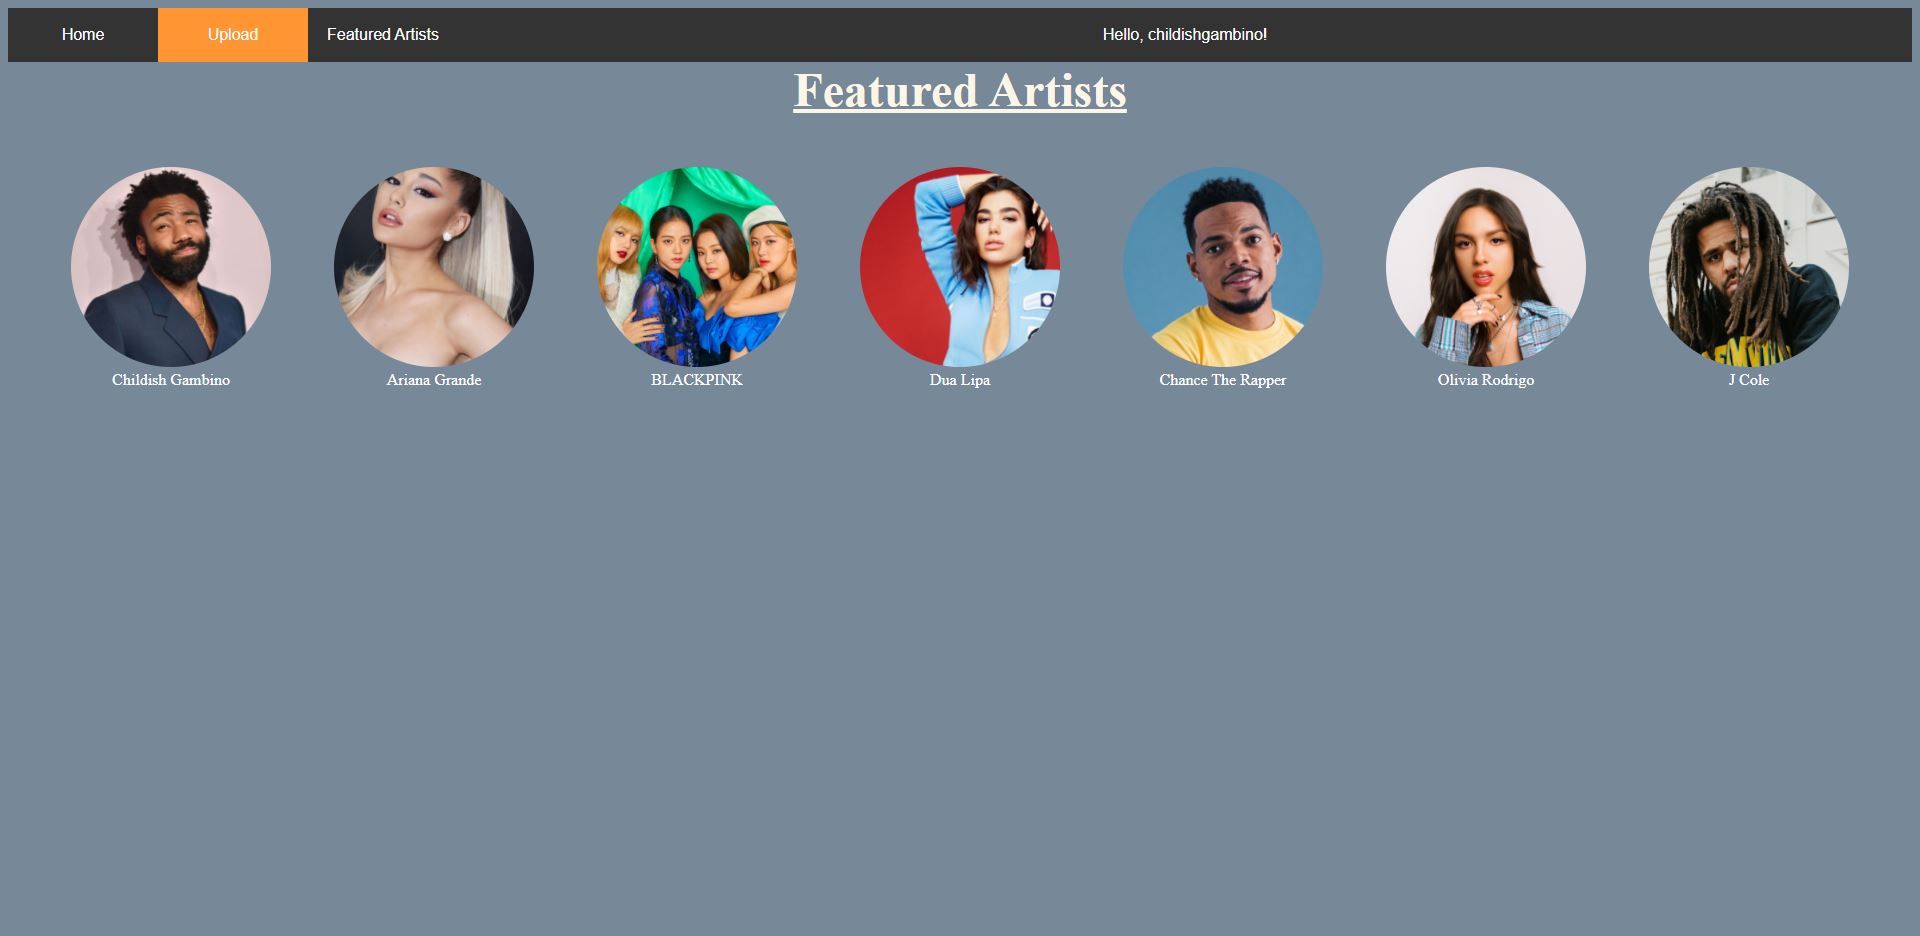 Home Upload Featured Artists Hello, childishgambino!
Featured Artists
Childish Gambino Ariana Grande BLACKPINK Dua Lipa Chance The Rapper Olivia Rodrigo J Cole